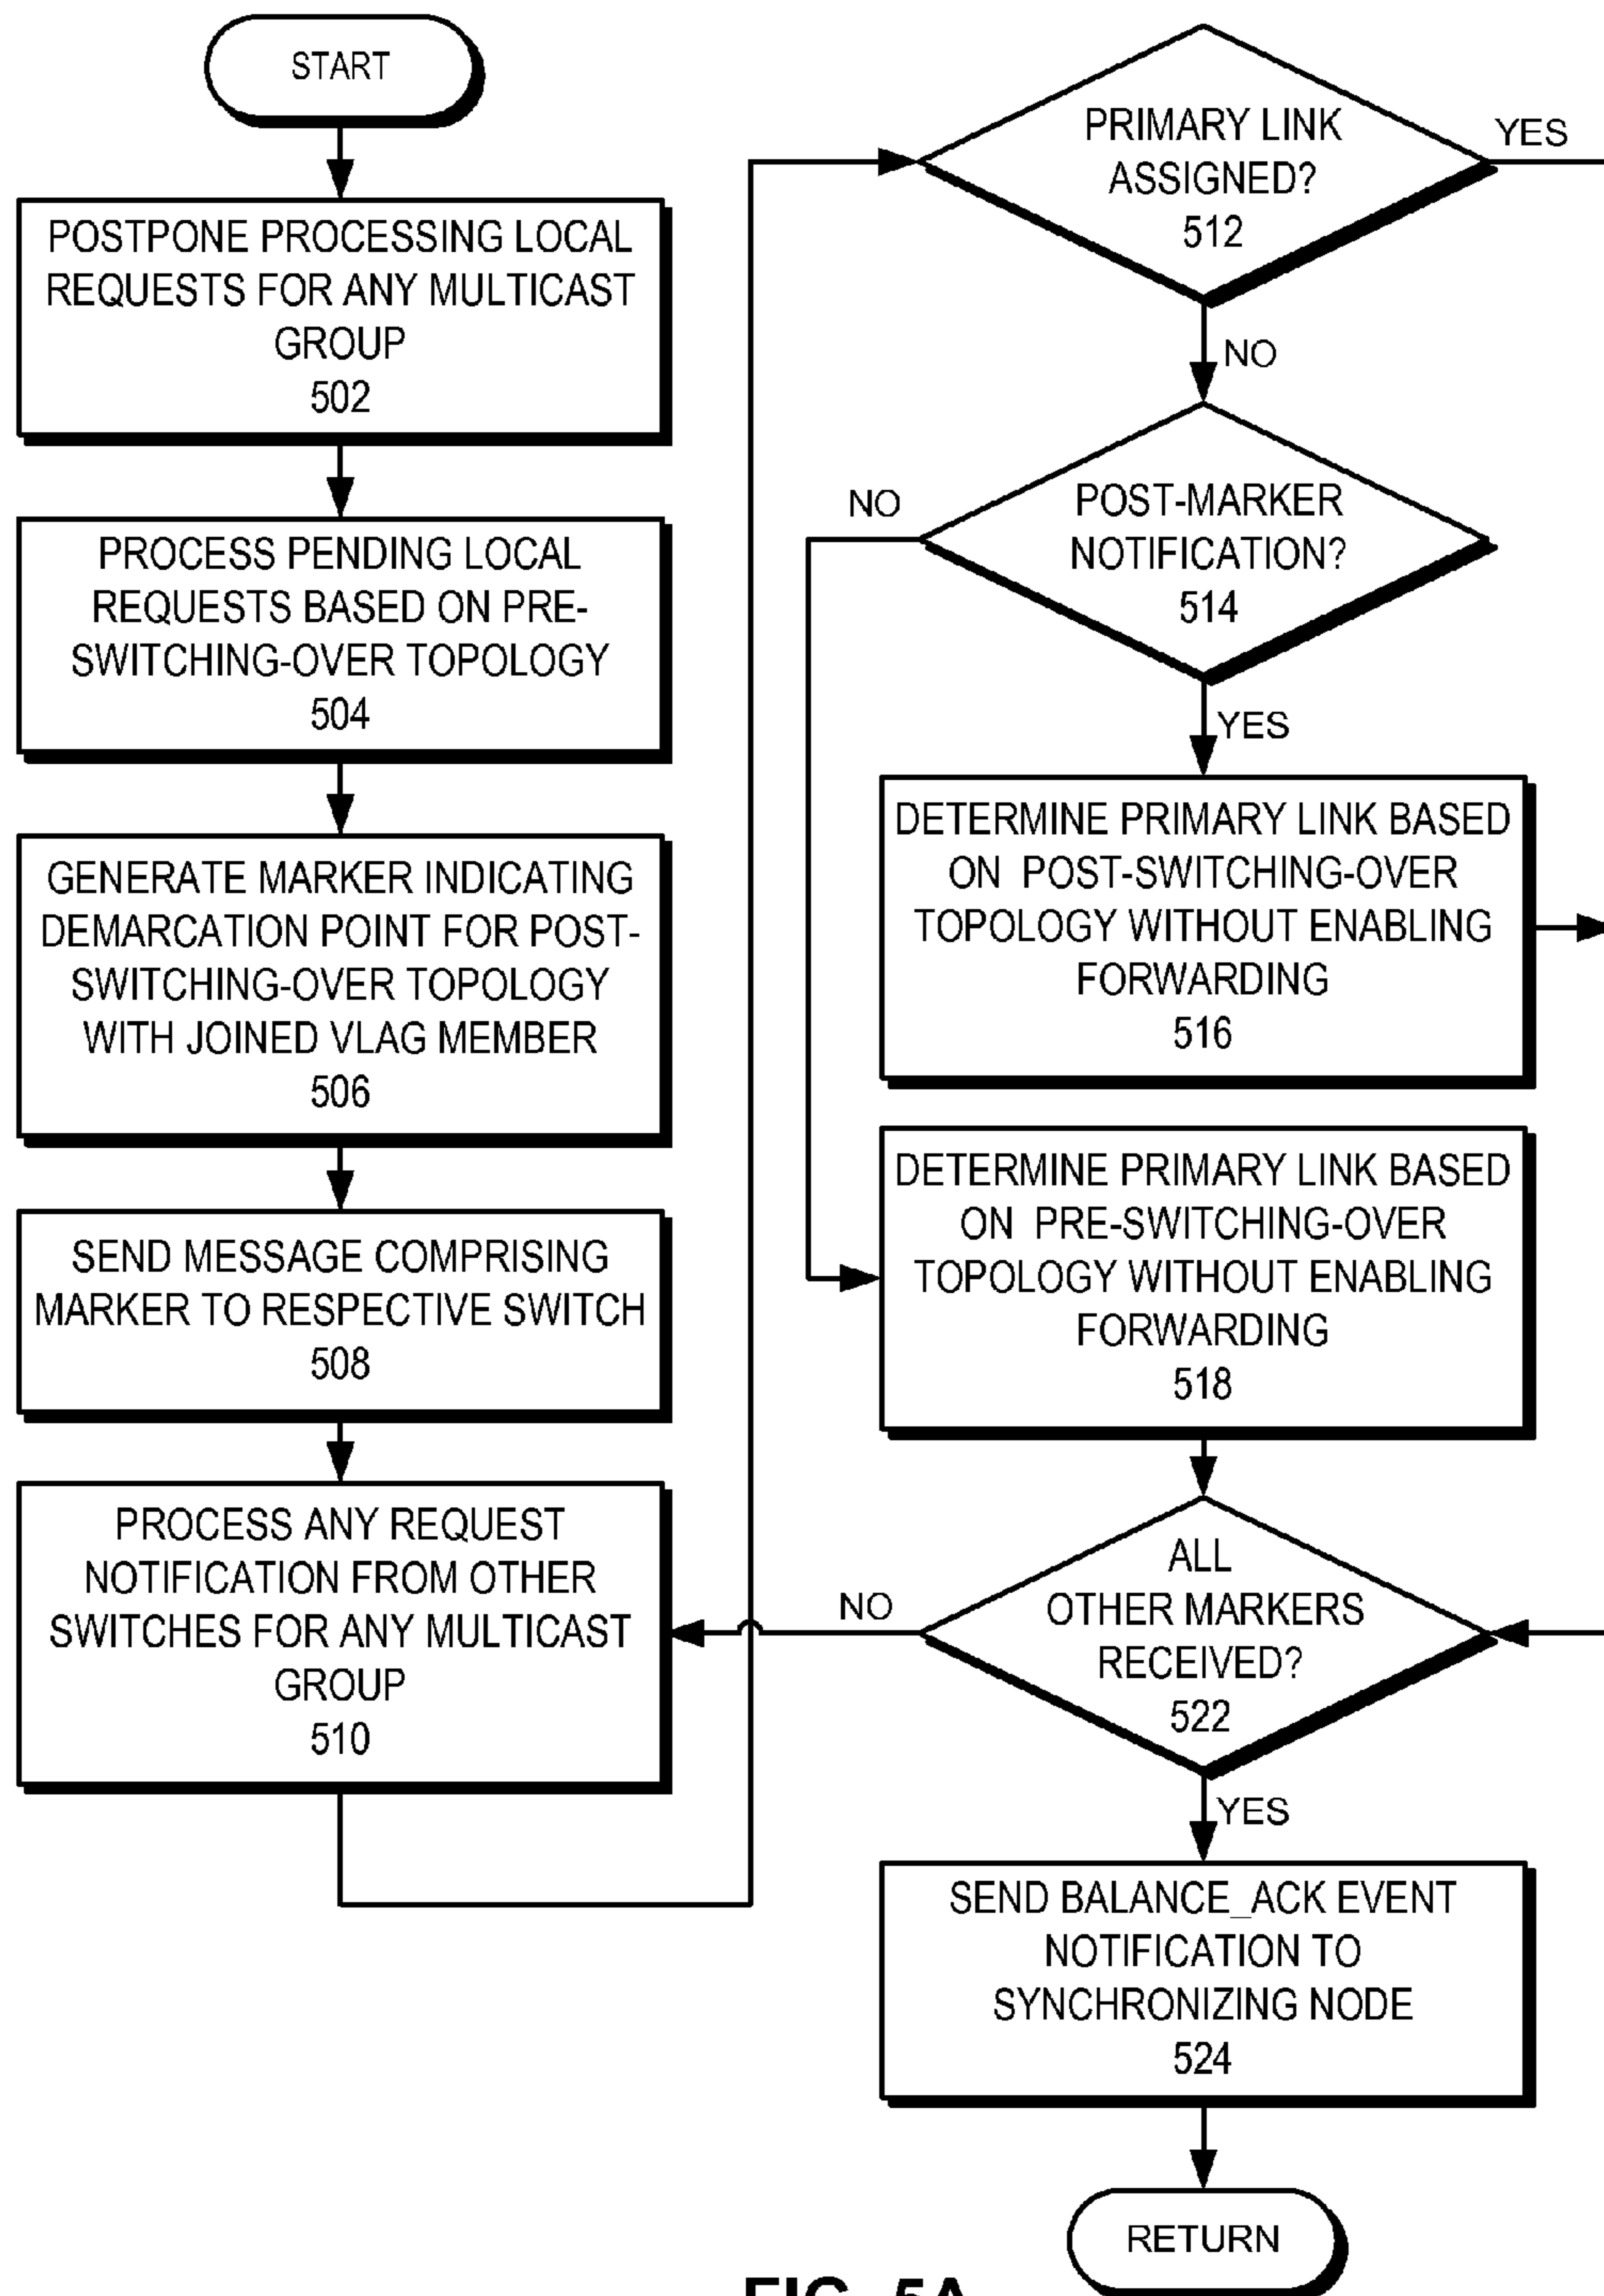 START
POSTPONE PROCESSING LOCAL
REQUESTS FOR ANY MULTICAST
GROUP
502
PROCESS PENDING LOCAL
REQUESTS BASED ON PRE-
SWITCHING-OVER TOPOLOGY
504
GENERATE MARKER INDICATING
DEMARCATION POINT FOR POST-
SWITCHING-OVER TOPOLOGY
WITH JOINED VLAG MEMBER
506
SEND MESSAGE COMPRISING
MARKER TO RESPECTIVE SWITCH
508
PROCESS ANY REQUEST
NOTIFICATION FROM OTHER
SWITCHES FOR ANY MULTICAST
GROUP
510
PRIMARY LINK
ASSIGNED?
512
YES
NO
POST-MARKER
NOTIFICATION?
514
NO
YES
DETERMINE PRIMARY LINK BASED
ON POST-SWITCHING-OVER
TOPOLOGY WITHOUT ENABLING
FORWARDING
516
DETERMINE PRIMARY LINK BASED
ON PRE-SWITCHING-OVER
TOPOLOGY WITHOUT ENABLING
FORWARDING
518
ALL
OTHER MARKERS
RECEIVED?
522
NO
YES
SEND BALANCE_ACK EVENT
NOTIFICATION TO
SYNCHRONIZING NODE
524
RETURN
FIG. 5A